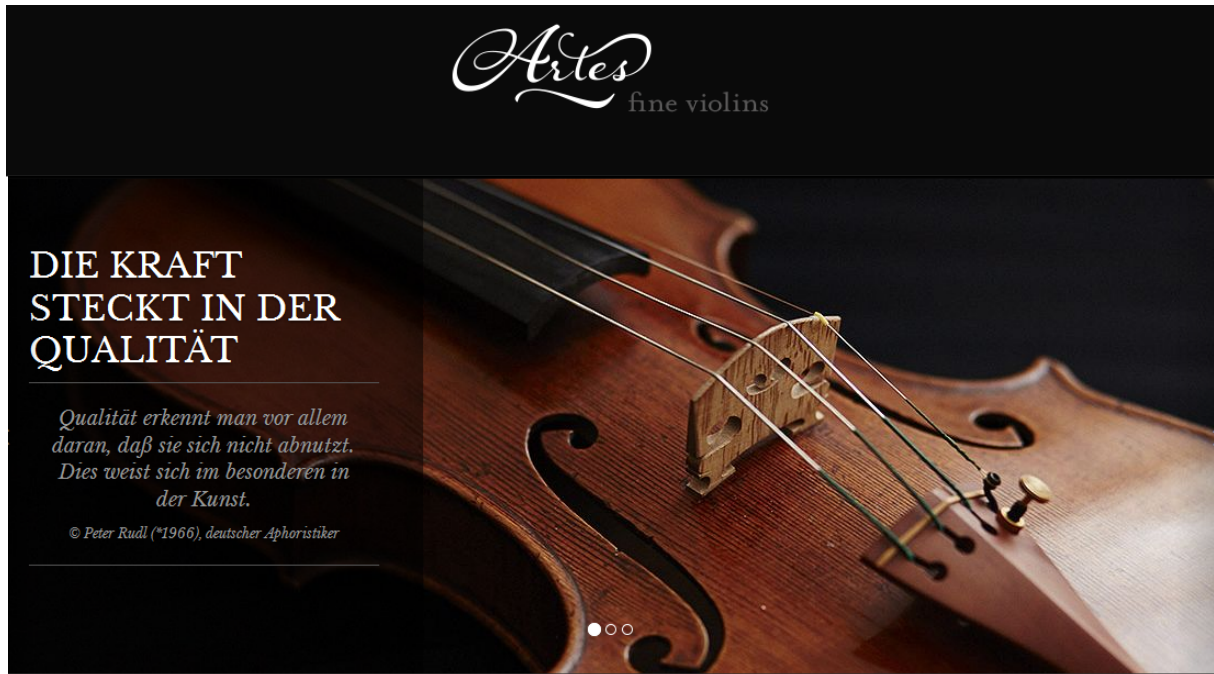 Artes
fine violins
DIE KRAFT
STECKT IN DER
QUALITÄT
Qualität erkennt man vor allem
daran, daß sie sich nicht abnutzt.
Dies weist sich im besonderen in
der Kunst.
© Peter Rudl (*1966), deutscher Aphoristiker